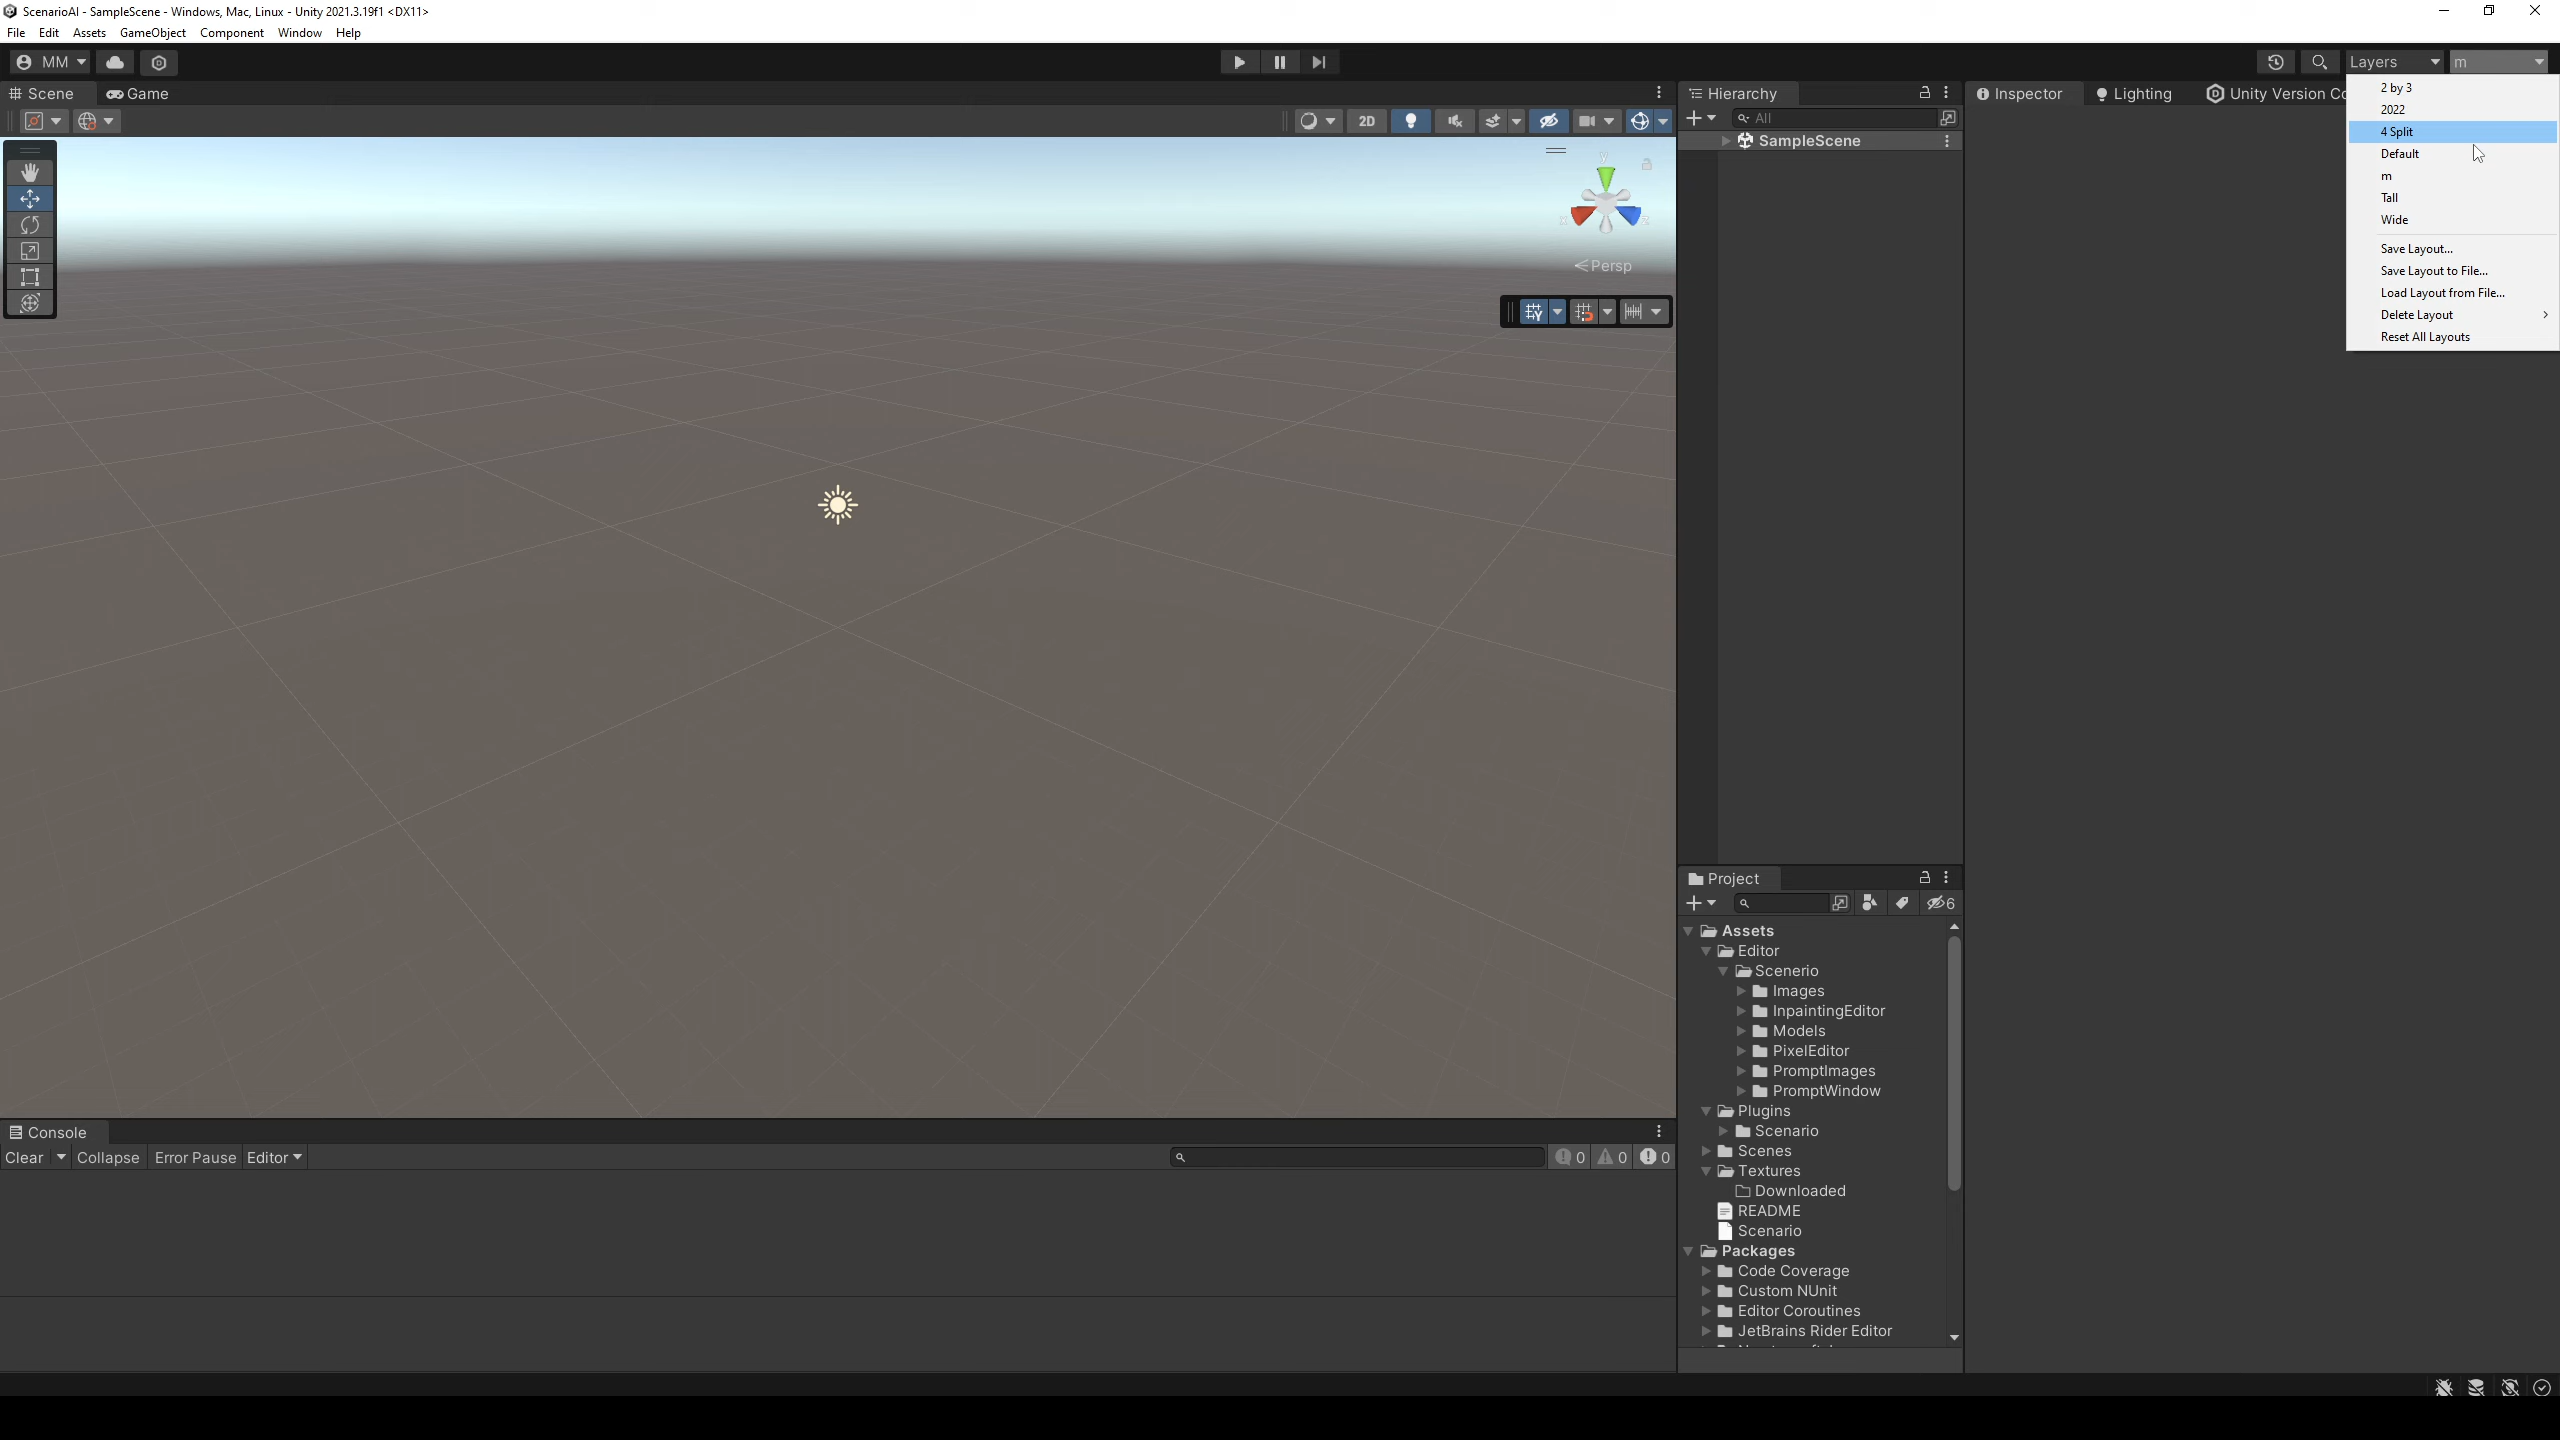 ScenarioAI - SampleScene - Windows, Mac, Linux - Unity 2021.3.19f1 <DX11>
File Edit Assets GameObject Component Window Help
MM Layers m
Scene Game
Hierarchy
Inspector Lighting Unity Version Co
2D
All
SampleScene
2 by 3
2022
4 Split
Default
m
Tall
Wide
Save Layout...
Save Layout to File...
Load Layout from File...
Delete Layout
Reset All Layouts
y
x z
Persp
Project
6
Assets
Editor
Scenerio
Images
InpaintingEditor
Models
PixelEditor
PromptImages
PromptWindow
Plugins
Scenario
Scenes
Textures
Downloaded
README
Scenario
Packages
Code Coverage
Custom NUnit
Editor Coroutines
JetBrains Rider Editor
Console
Clear Collapse Error Pause Editor 0 0 0